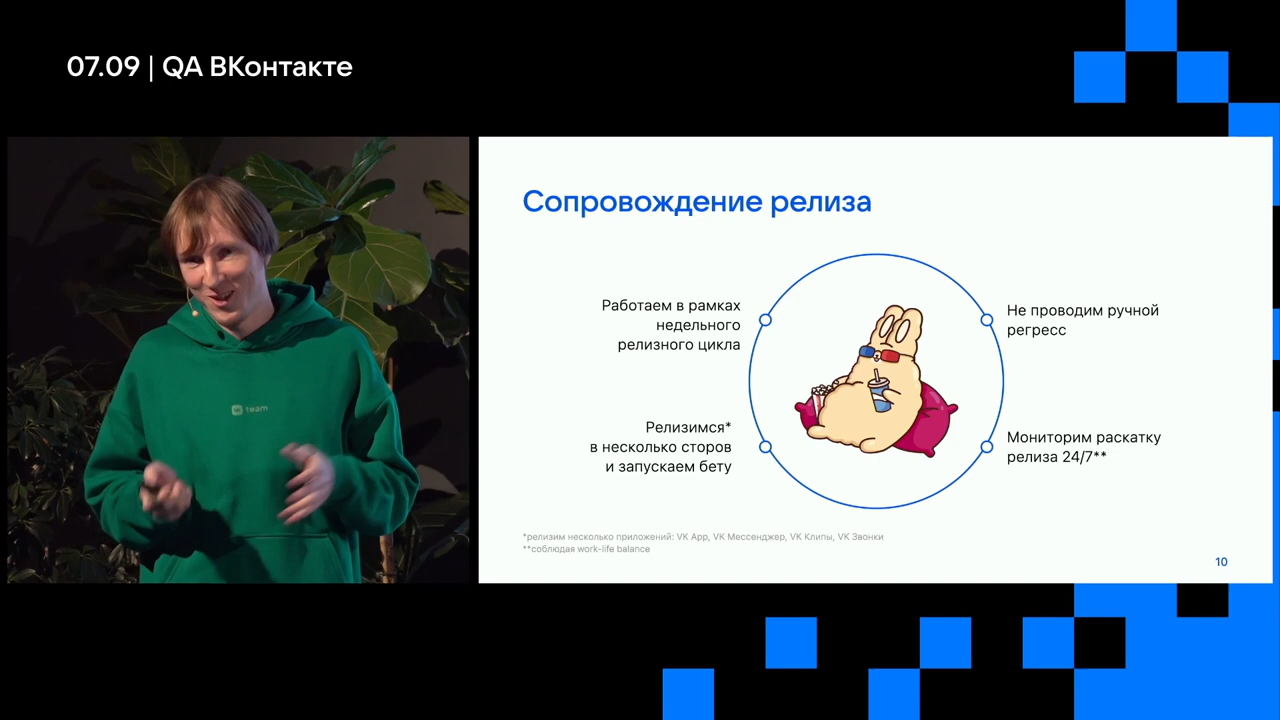 07.09 | QA ВКонтакте
team
Сопровождение релиза
Работаем в рамках
недельного
релизного цикла
Не проводим ручной
регресс
Релизимся*
в несколько сторов
и запускаем бету
Мониторим раскатку
релиза 24/7**
*релизим несколько приложений: VK App, VK Мессенджер, VK Клипы, VK Звонки
**соблюдая work-life balance
10